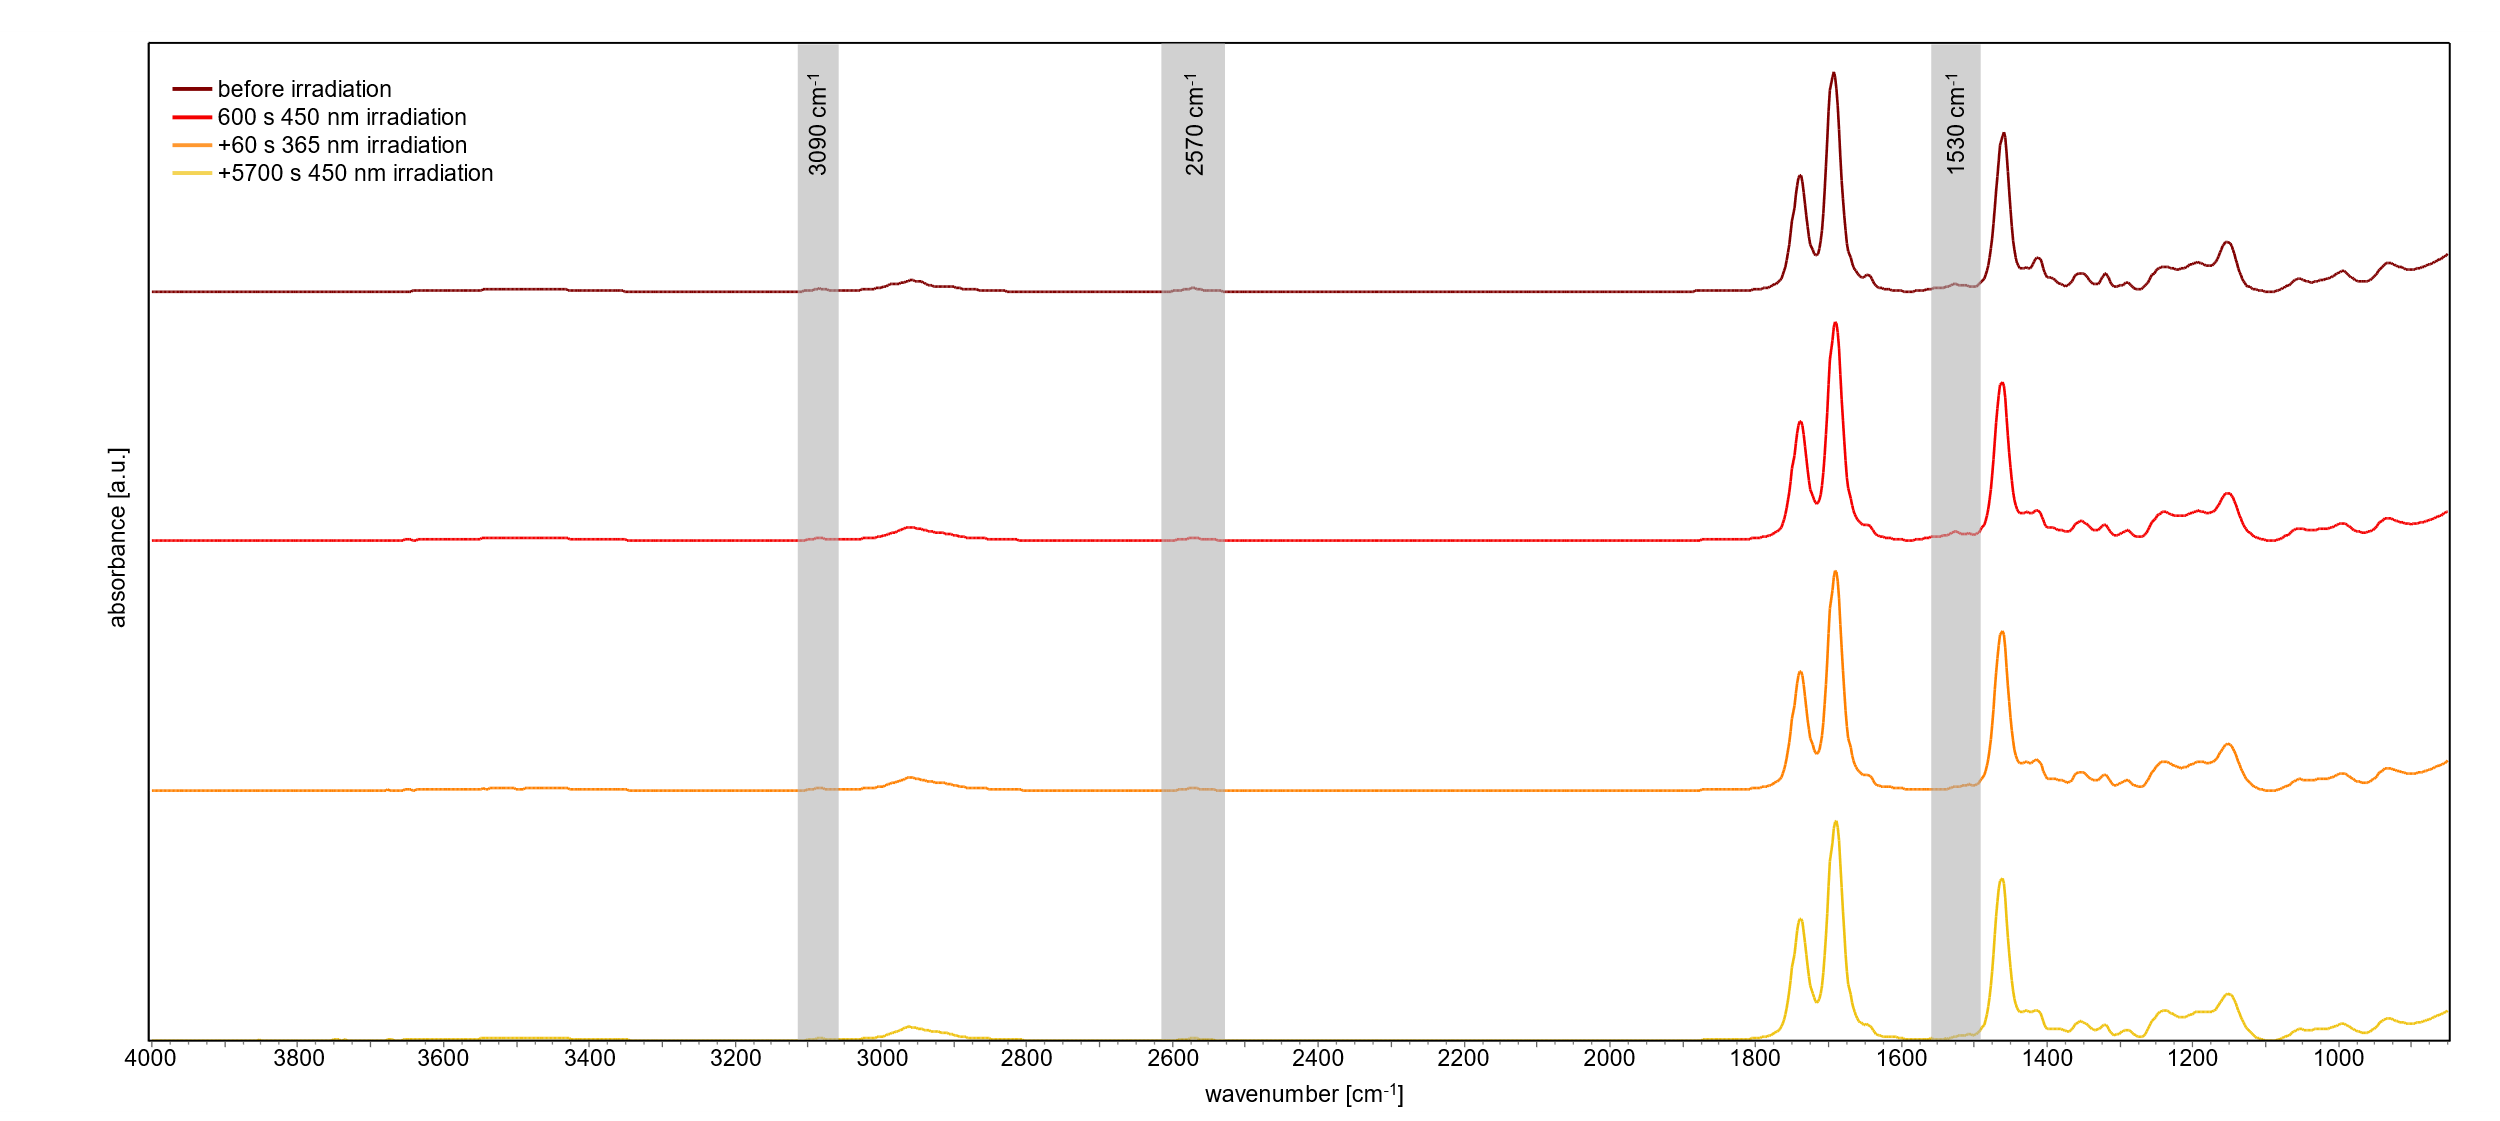 before irradiation
600 s 450 nm irradiation
+60 s 365 nm irradiation
+5700 s 450 nm irradiation
3090 cm⁻¹
2570 cm⁻¹
1530 cm⁻¹
absorbance [a.u.]
4000 3800 3600 3400 3200 3000 2800 2600 2400 2200 2000 1800 1600 1400 1200 1000
wavenumber [cm⁻¹]